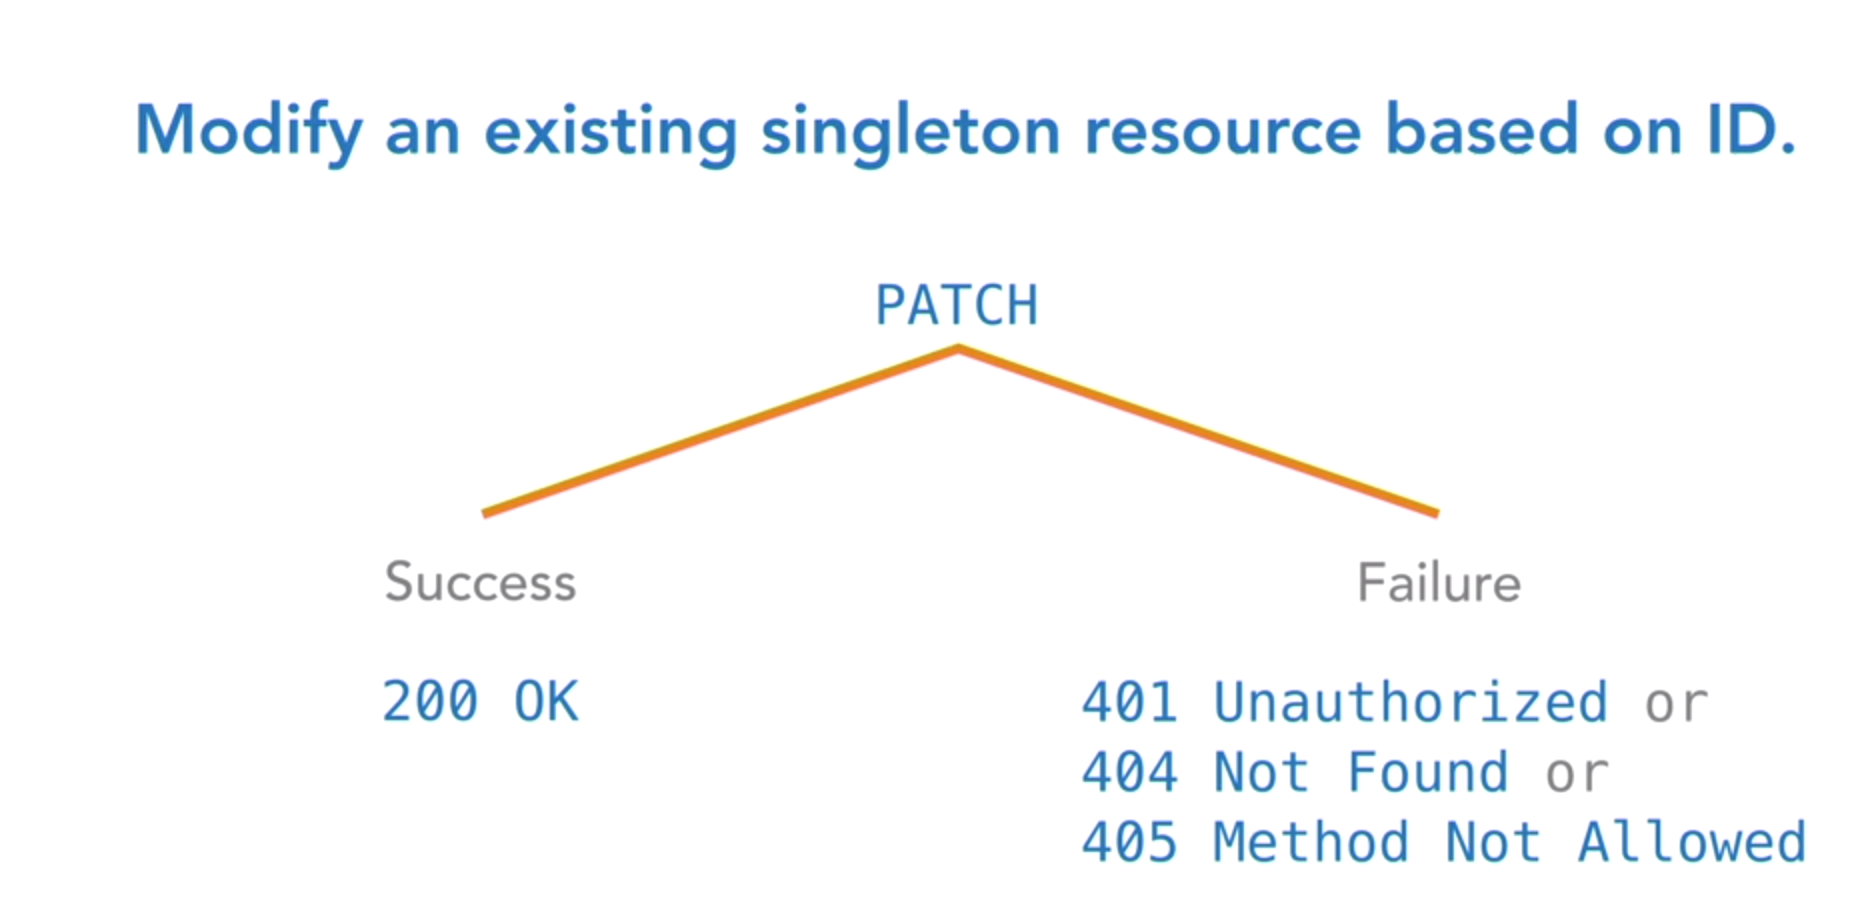 Modify an existing singleton resource based on ID.
PATCH
Success
Failure
200 OK
401 Unauthorized or
404 Not Found or
405 Method Not Allowed